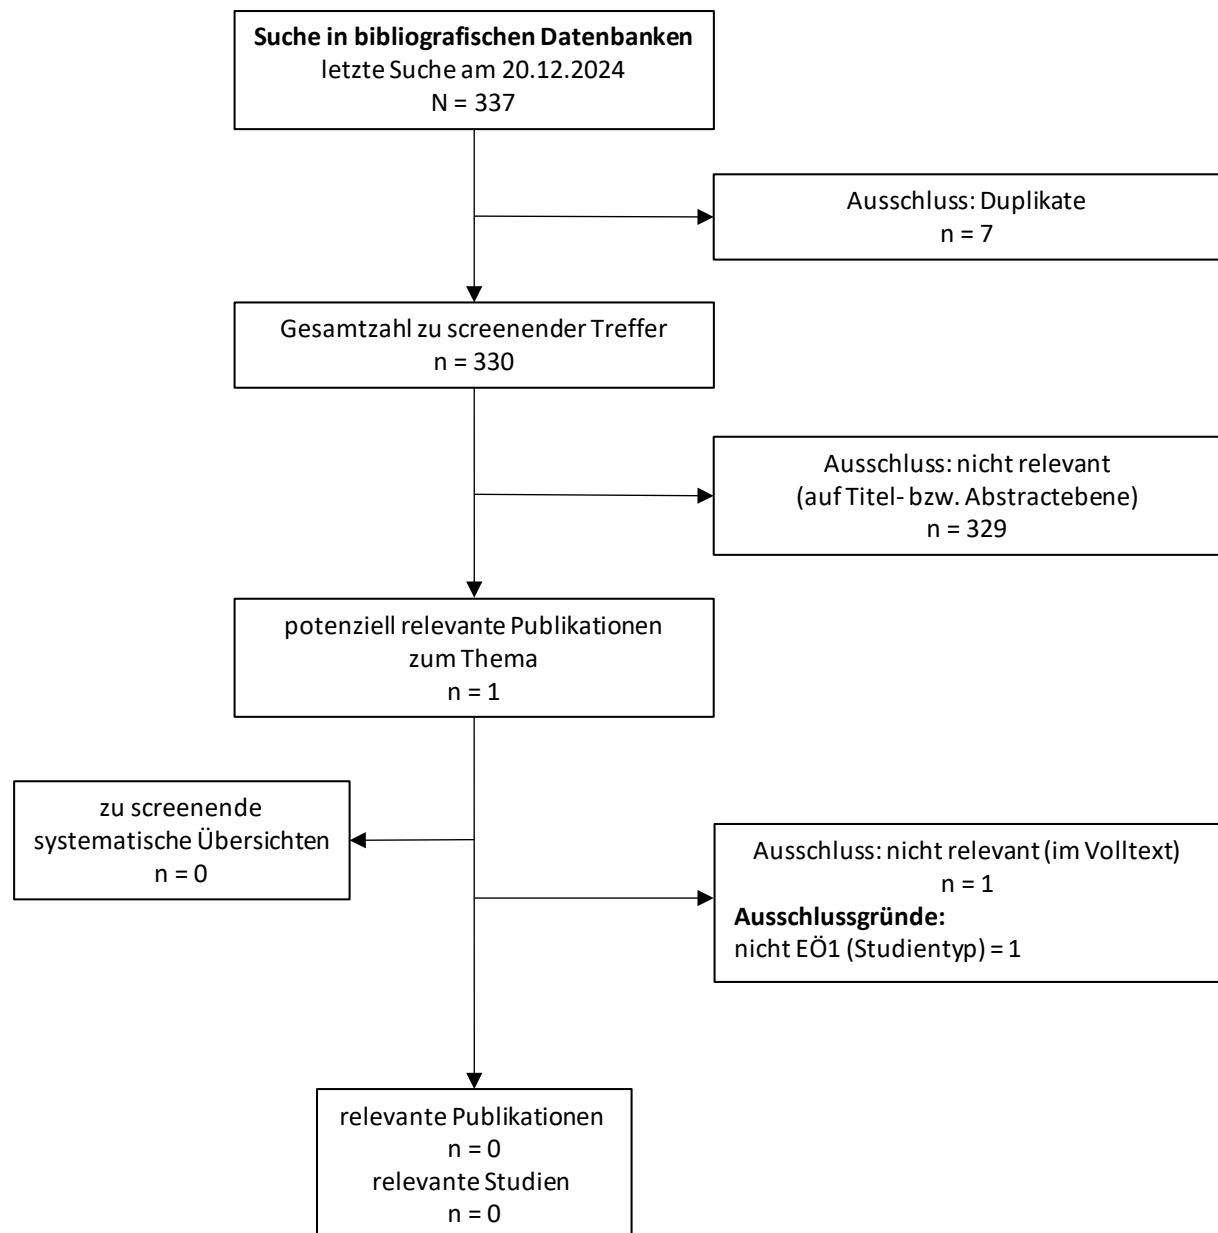 Suche in bibliografischen Datenbanken
letzte Suche am 20.12.2024
N = 337
Ausschluss: Duplikate
n = 7
Gesamtzahl zu screenender Treffer
n = 330
Ausschluss: nicht relevant
(auf Titel- bzw. Abstractebene)
n = 329
potenziell relevante Publikationen
zum Thema
n = 1
zu screenende
systematische Übersichten
n = 0
Ausschluss: nicht relevant (im Volltext)
n = 1
Ausschlussgründe:
nicht EÖ1 (Studientyp) = 1
relevante Publikationen
n = 0
relevante Studien
n = 0